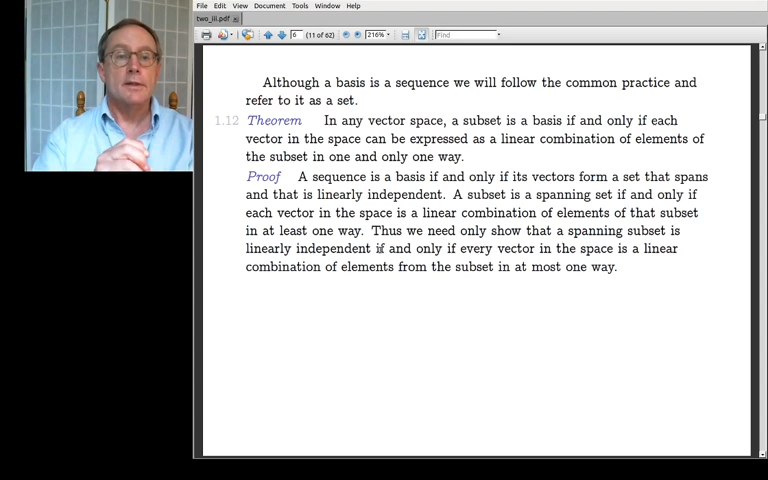 File Edit View Document Tools Window Help
two_iii.pdf
6 (11 of 62) 216% Find
Although a basis is a sequence we will follow the common practice and
refer to it as a set.
1.12 Theorem In any vector space, a subset is a basis if and only if each
vector in the space can be expressed as a linear combination of elements of
the subset in one and only one way.
Proof A sequence is a basis if and only if its vectors form a set that spans
and that is linearly independent. A subset is a spanning set if and only if
each vector in the space is a linear combination of elements of that subset
in at least one way. Thus we need only show that a spanning subset is
linearly independent if and only if every vector in the space is a linear
combination of elements from the subset in at most one way.